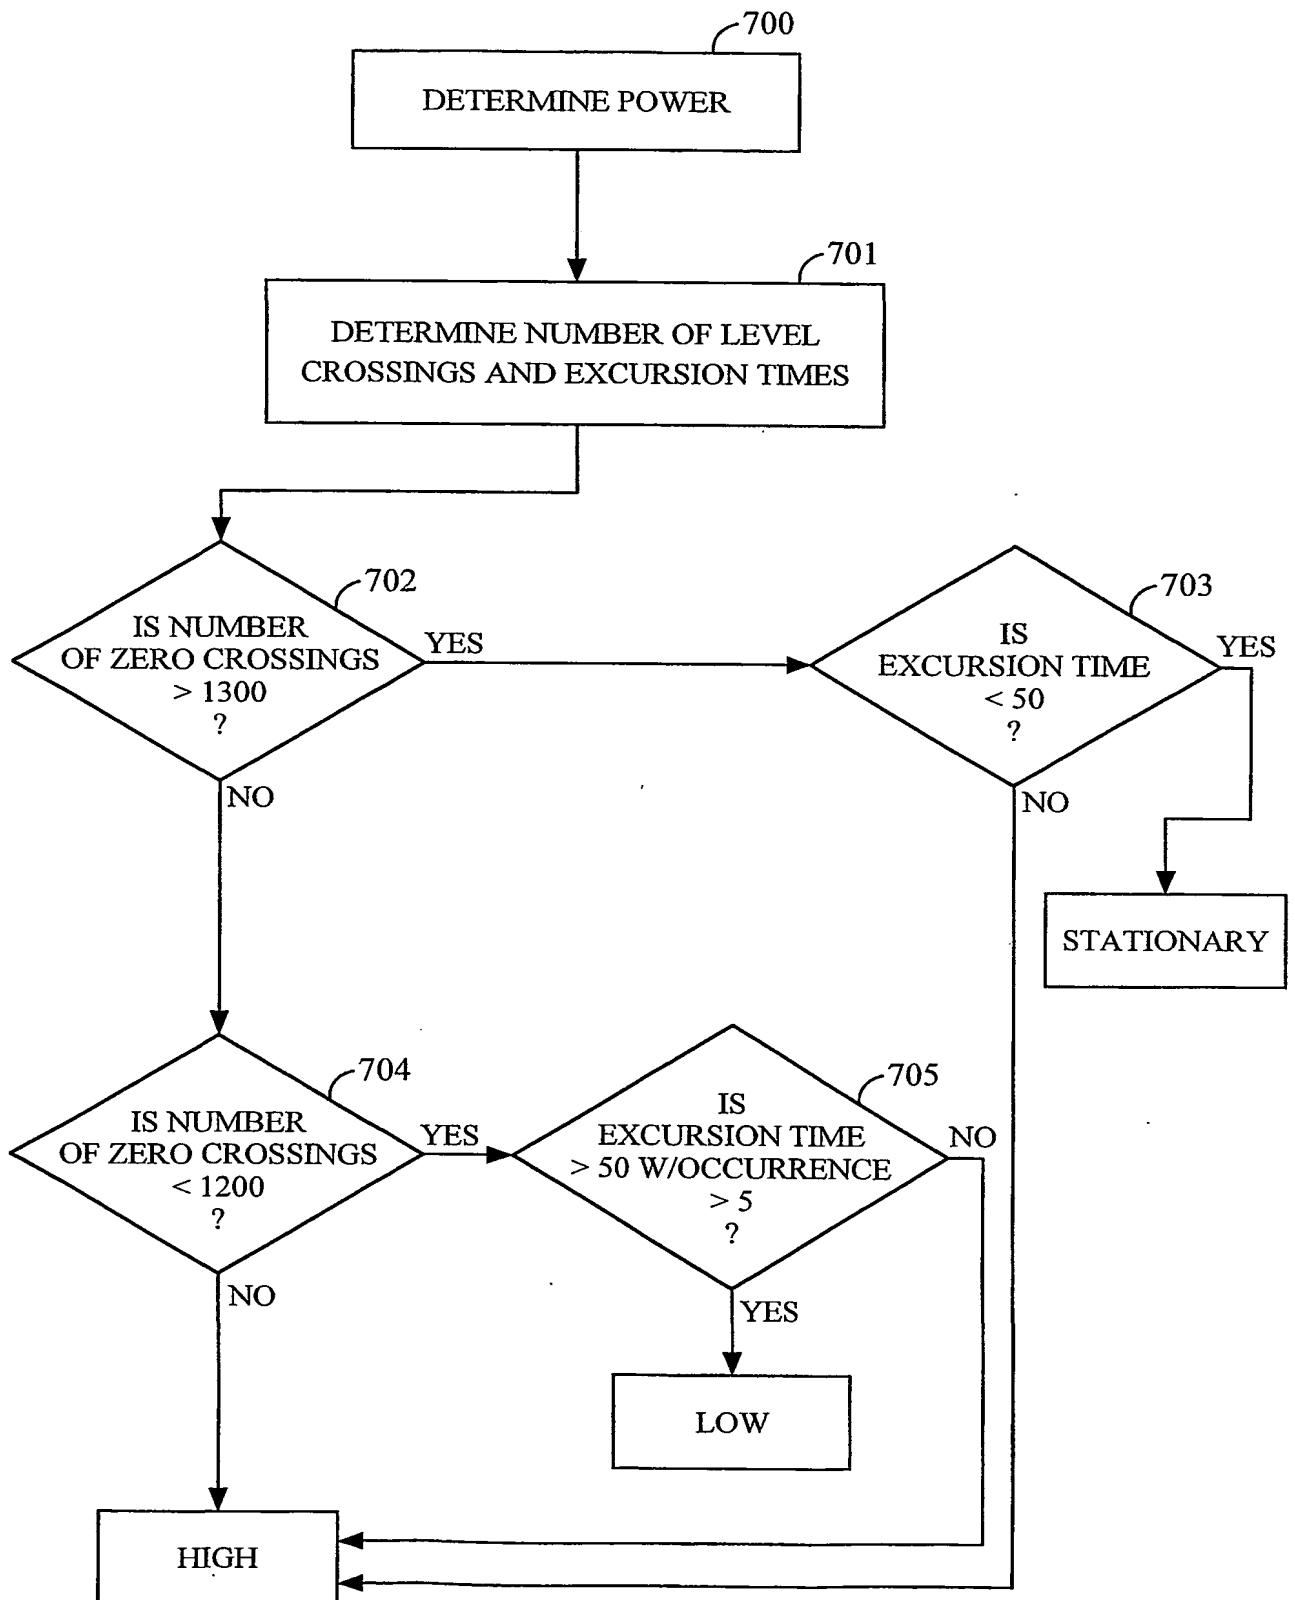 700
DETERMINE POWER
701
DETERMINE NUMBER OF LEVEL
CROSSINGS AND EXCURSION TIMES
702
IS NUMBER
OF ZERO CROSSINGS
> 1300
?
YES
NO
703
IS
EXCURSION TIME
< 50
?
YES
NO
STATIONARY
704
IS NUMBER
OF ZERO CROSSINGS
< 1200
?
YES
NO
705
IS
EXCURSION TIME
> 50 W/OCCURRENCE
> 5
?
NO
YES
LOW
HIGH